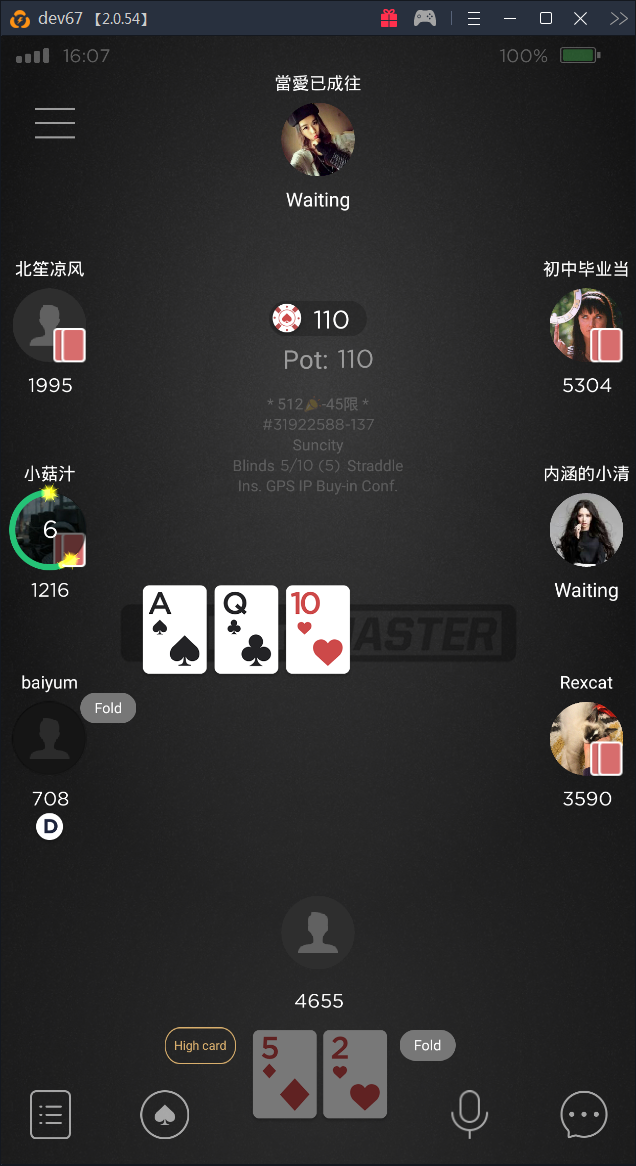 dev67 【2.0.54】
16:07
100%
當愛已成往
Waiting
北笙凉风
1995
初中毕业当
5304
110
Pot: 110
* 512 -45限 *
#31922588-137
Suncity
Blinds 5/10 (5) Straddle
Ins. GPS IP Buy-in Conf.
小菇汁
6
1216
内涵的小清
Waiting
A
Q
10
MASTER
baiyum
Fold
708
D
Rexcat
3590
4655
High card
5
2
Fold